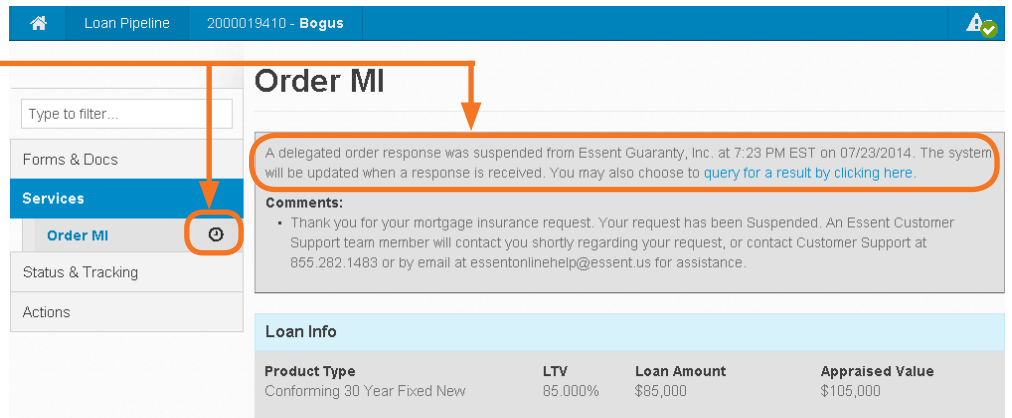 Loan Pipeline 2000019410 - Bogus
Order MI
Type to filter...
Forms & Docs
Services
Order MI
Status & Tracking
Actions
A delegated order response was suspended from Essent Guaranty, Inc. at 7:23 PM EST on 07/23/2014. The system
will be updated when a response is received. You may also choose to query for a result by clicking here.
Comments:
• Thank you for your mortgage insurance request. Your request has been Suspended. An Essent Customer
Support team member will contact you shortly regarding your request, or contact Customer Support at
855.282.1483 or by email at essentonlinehelp@essent.us for assistance.
Loan Info
Product Type LTV Loan Amount Appraised Value
Conforming 30 Year Fixed New 85.000% $85,000 $105,000